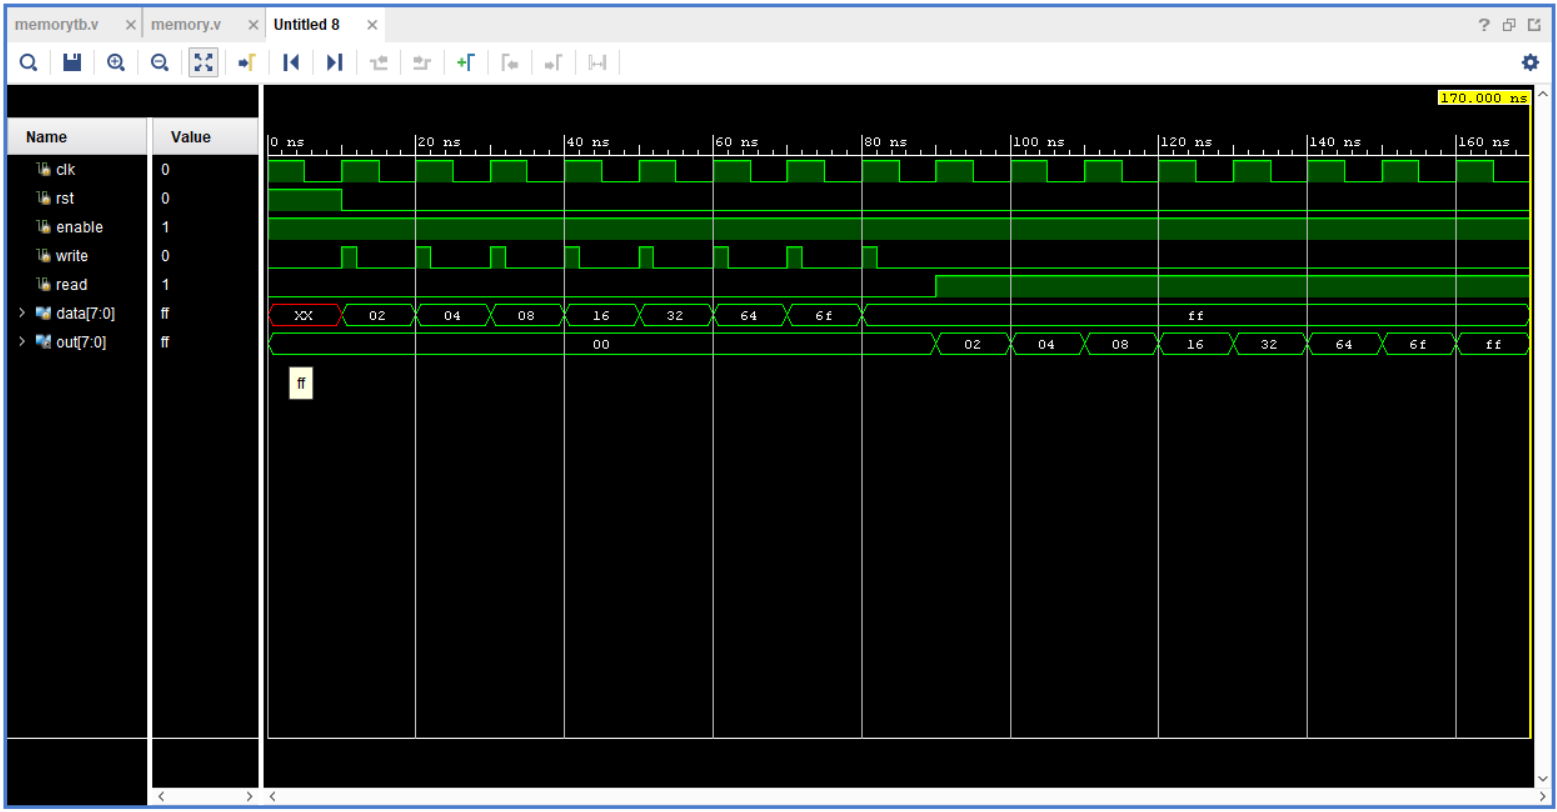 memorytb.v × memory.v × Untitled 8 × ?
170.000 ns
Name Value
0 ns 20 ns 40 ns 60 ns 80 ns 100 ns 120 ns 140 ns 160 ns
clk 0
rst 0
enable 1
write 0
read 1
> data[7:0] ff XX 02 04 08 16 32 64 6f ff
> out[7:0] ff 00 02 04 08 16 32 64 6f ff
ff